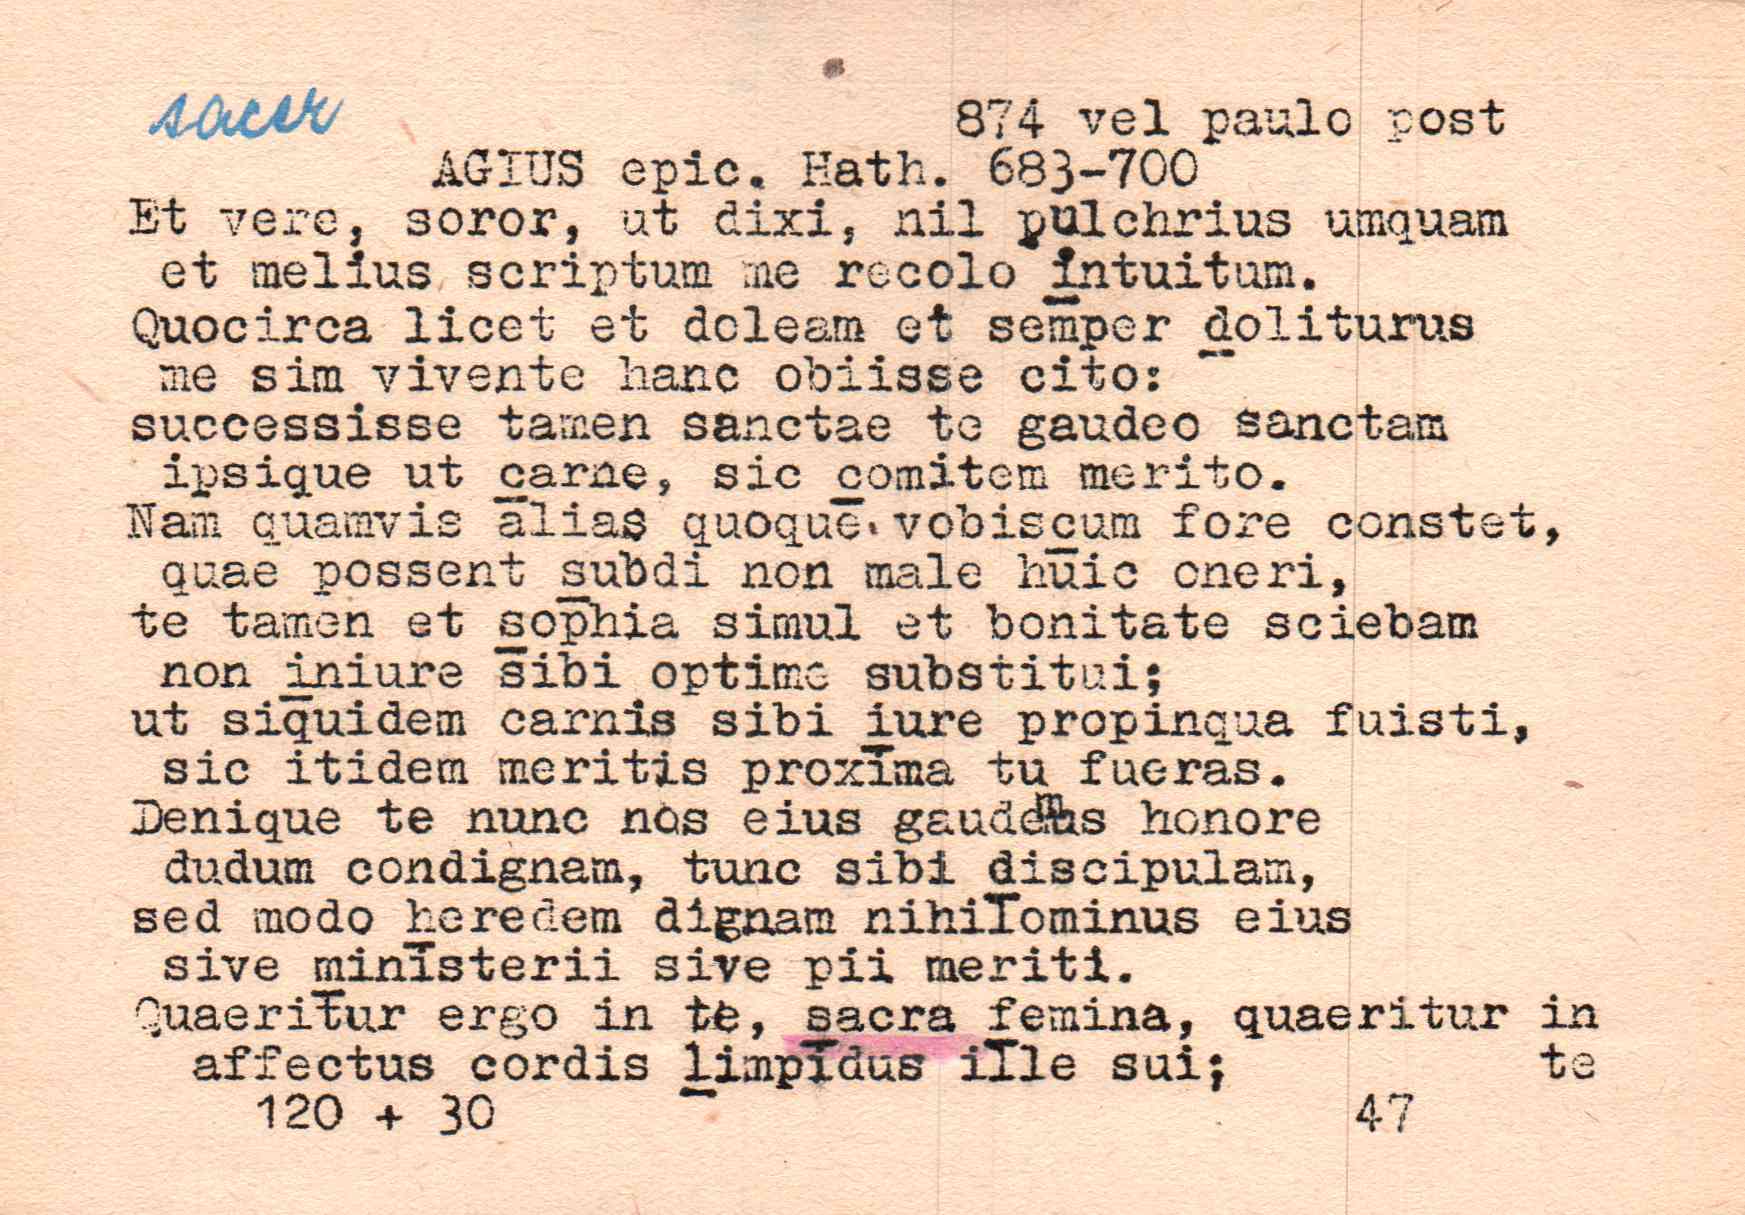 sacer
874 vel paulo post
AGIUS epic. Hath. 683-700
Et vere, soror, ut dixi, nil pulchrius umquam
et melius scriptum me recolo intuitum.
Quocirca licet et doleam et semper doliturus
me sim vivente hanc obiisse cito:
successisse tamen sanctae te gaudeo sanctam
ipsique ut carne, sic comitem merito.
Nam quamvis alias quoque vobiscum fore constet,
quae possent subdi non male huic oneri,
te tamen et sophia simul et bonitate sciebam
non iniure sibi optime substitui;
ut siquidem carnis sibi iure propinqua fuisti,
sic itidem meritis proxima tu fueras.
Denique te nunc nos eius gaudemus honore
dudum condignam, tunc sibi discipulam,
sed modo heredem dignam nihilominus eius
sive ministerii sive pii meriti.
Quaeritur ergo in te, sacra femina, quaeritur in
affectus cordis limpidus ille sui; te
120 + 30 47